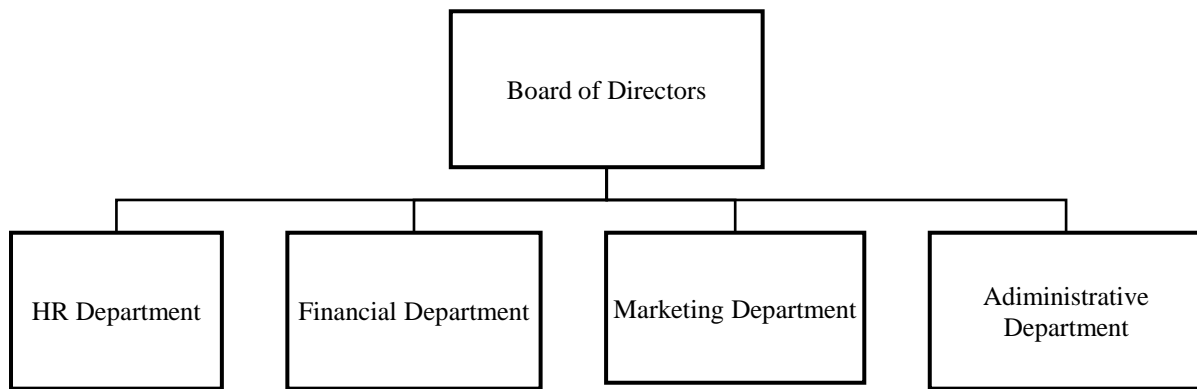 Board of Directors
HR Department
Financial Department
Marketing Department
Adiministrative
Department